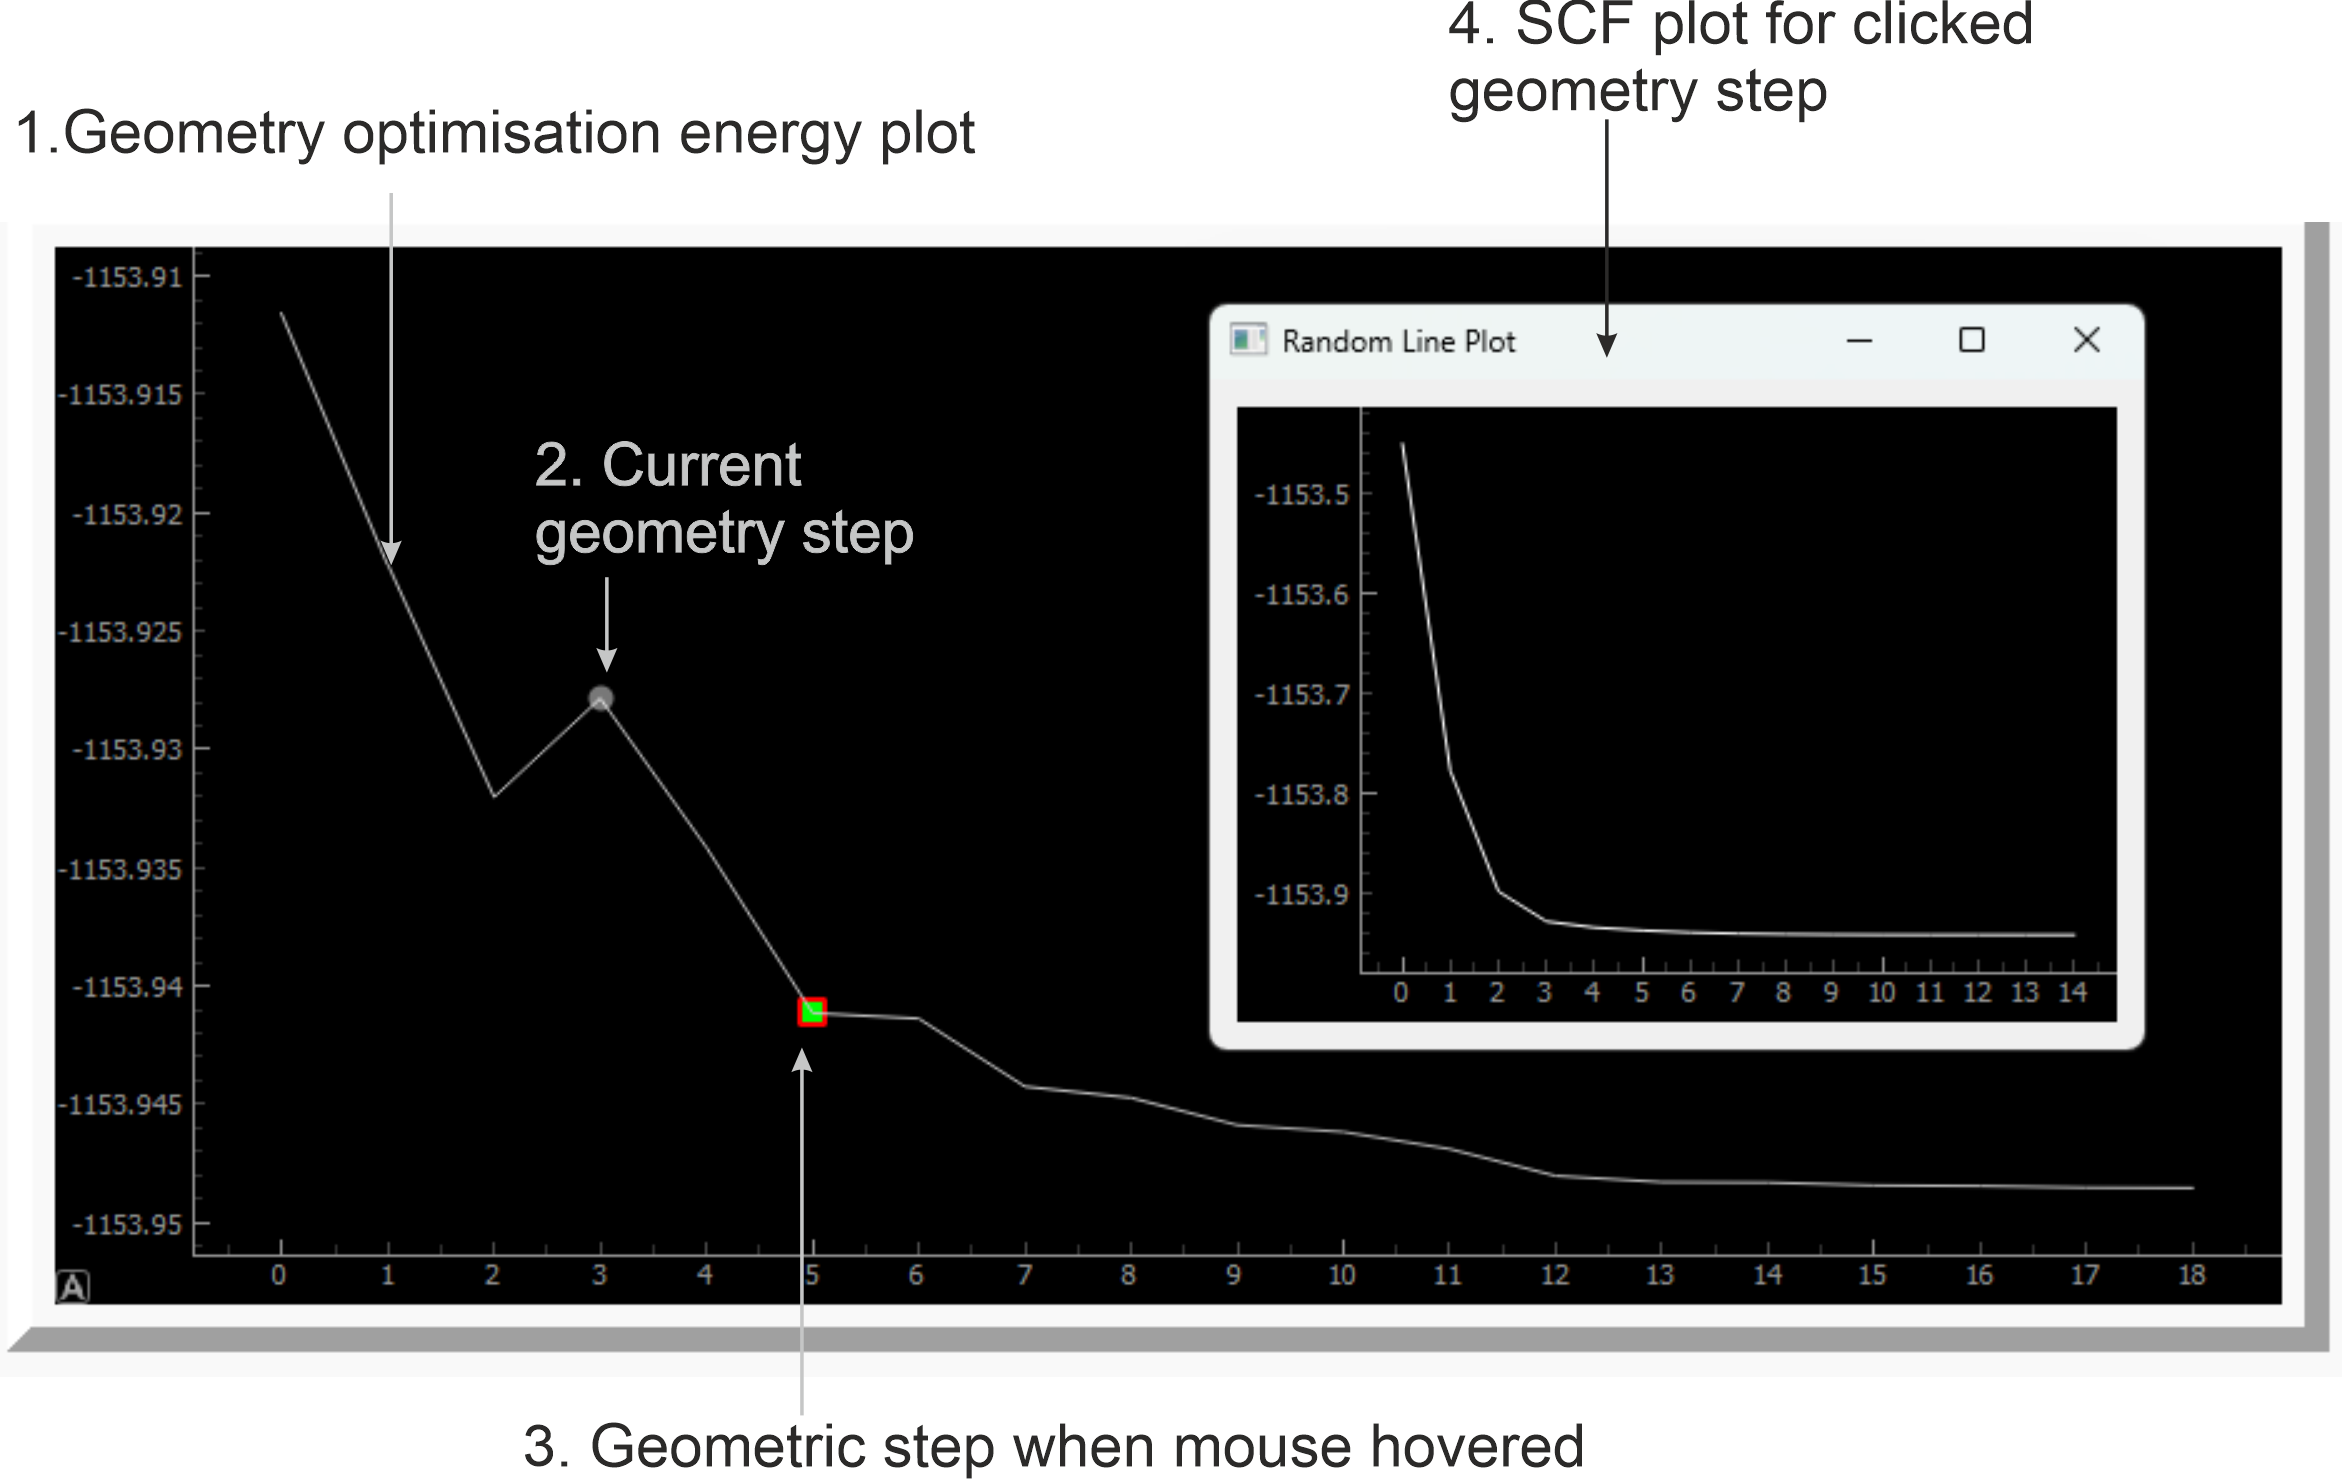 4. SCF plot for clicked
geometry step
1.Geometry optimisation energy plot
-1153.91
-1153.915
-1153.92
-1153.925
-1153.93
-1153.935
-1153.94
-1153.945
-1153.95
2. Current
geometry step
Random Line Plot
-1153.5
-1153.6
-1153.7
-1153.8
-1153.9
0 1 2 3 4 5 6 7 8 9 10 11 12 13 14
A
0 1 2 3 4 5 6 7 8 9 10 11 12 13 14 15 16 17 18
3. Geometric step when mouse hovered